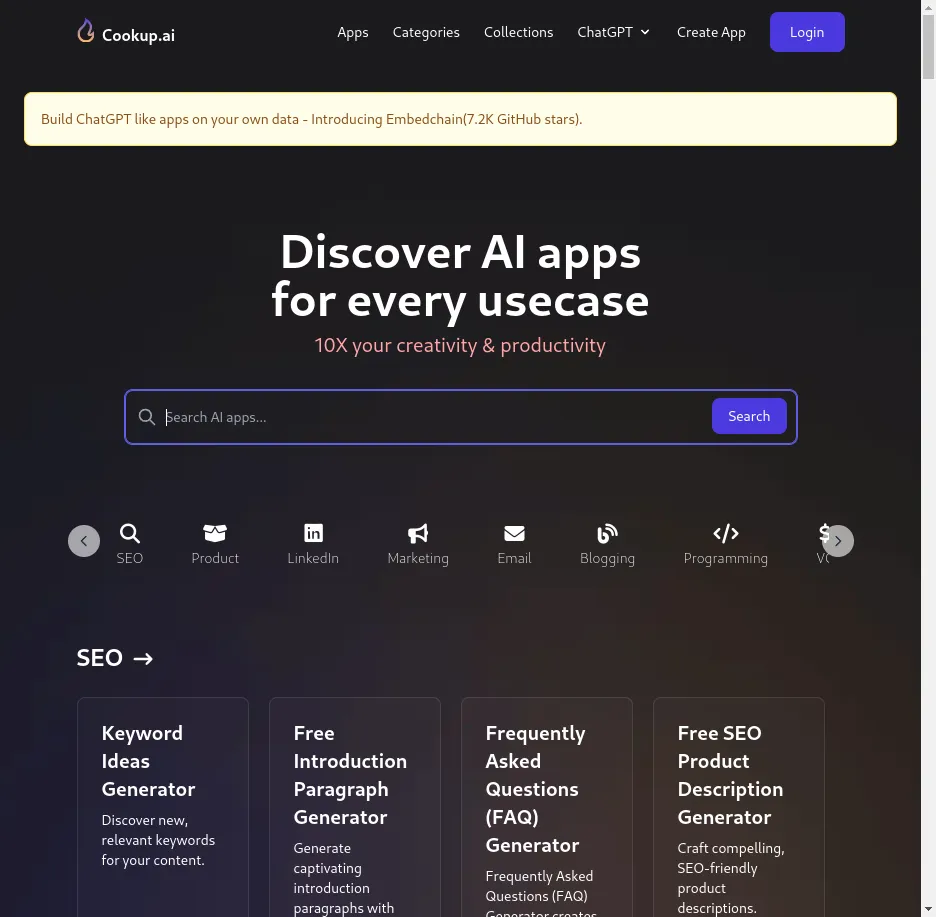 Cookup.ai
Apps
Categories
Collections
ChatGPT
Create App
Login
Build ChatGPT like apps on your own data - Introducing Embedchain(7.2K GitHub stars).
Discover AI apps
for every usecase
10X your creativity & productivity
Search AI apps...
Search
SEO
Product
LinkedIn
Marketing
Email
Blogging
Programming
SEO →
Keyword
Ideas
Generator
Discover new,
relevant keywords
for your content.
Free
Introduction
Paragraph
Generator
Generate
captivating
introduction
paragraphs with
Frequently
Asked
Questions
(FAQ)
Generator
Frequently Asked
Questions (FAQ)
Generator creates
Free SEO
Product
Description
Generator
Craft compelling,
SEO-friendly
product
descriptions.